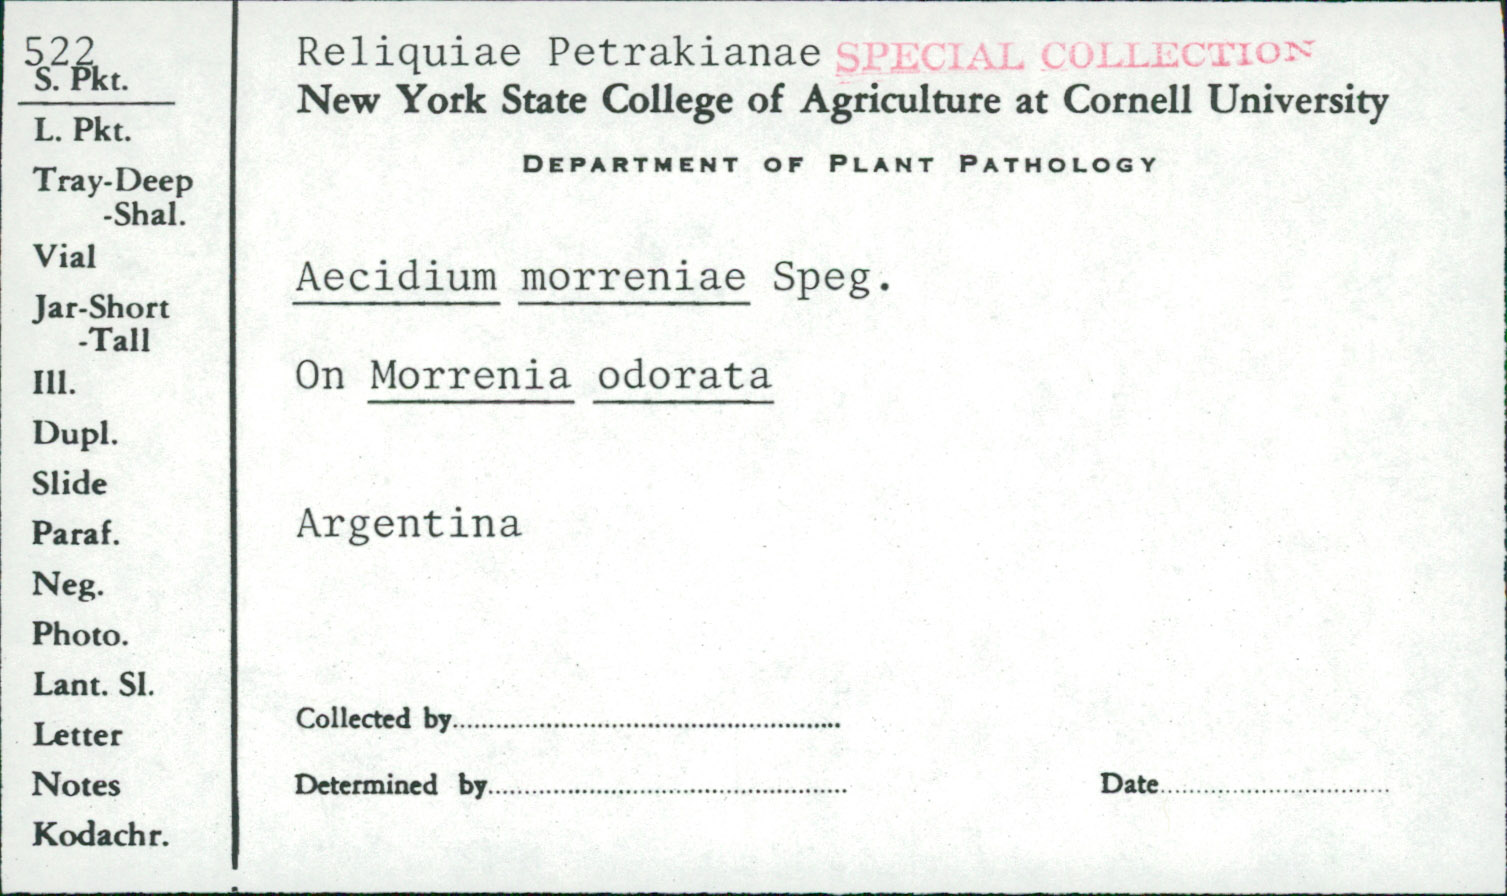 522
S. Pkt.
L. Pkt.
Tray-Deep
-Shal.
Vial
Jar-Short
-Tall
Ill.
Dupl.
Slide
Paraf.
Neg.
Photo.
Lant. Sl.
Letter
Notes
Kodachr.
Reliquiae Petrakianae SPECIAL COLLECTION
New York State College of Agriculture at Cornell University
DEPARTMENT OF PLANT PATHOLOGY
Aecidium morreniae Speg.
On Morrenia odorata
Argentina
Collected by
Determined by Date